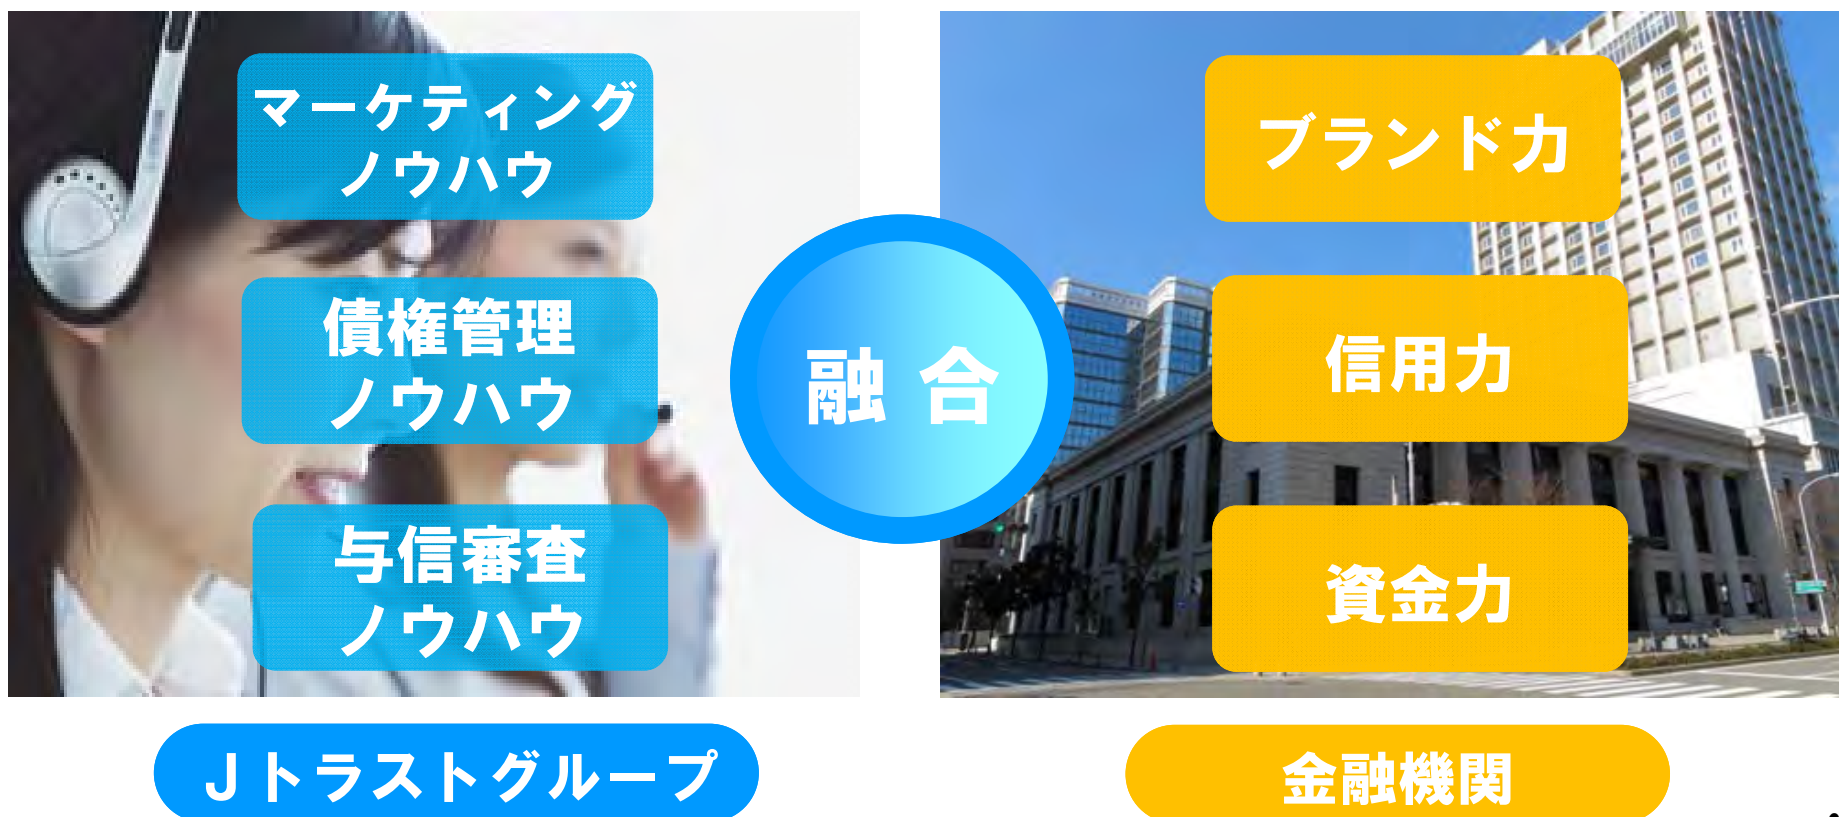 マーケティング
ノウハウ
債権管理
ノウハウ
与信審査
ノウハウ
Jトラストグループ
融合
ブランド力
信用力
資金力
金融機関